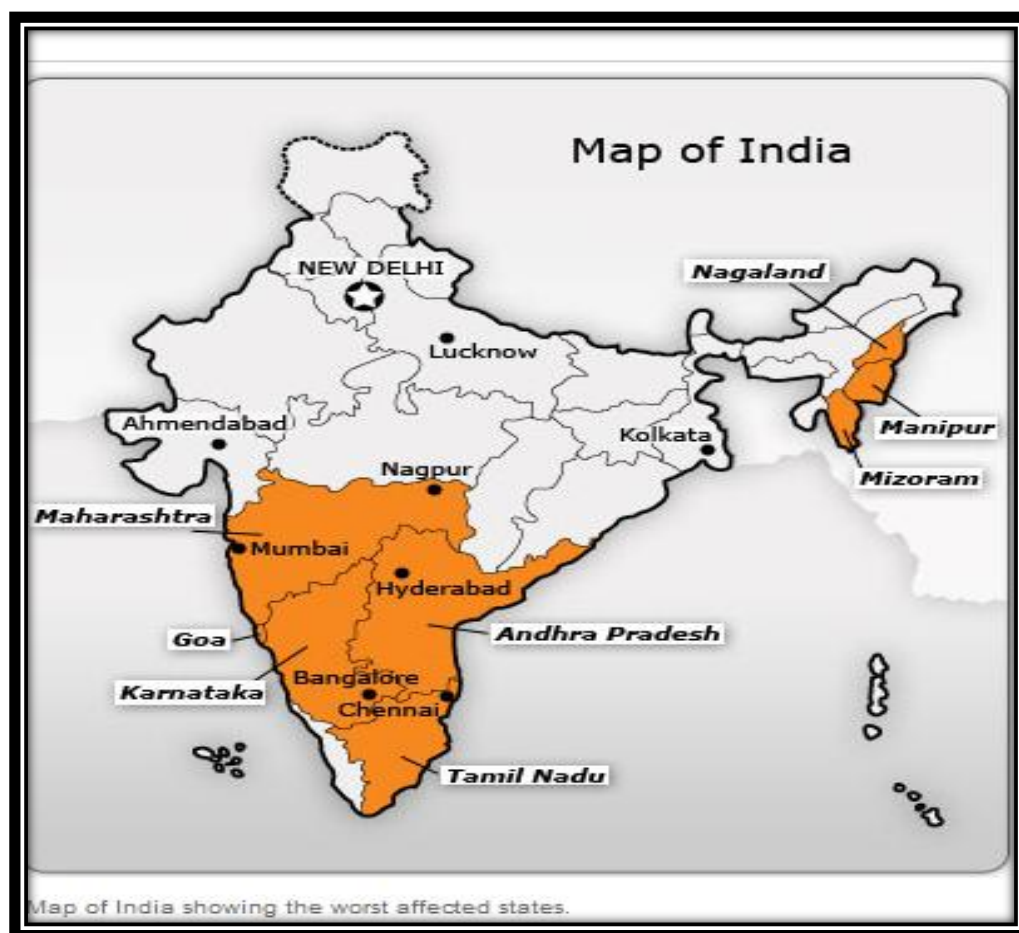 Map of India
NEW DELHI
Nagaland
Lucknow
Ahmendabad
Kolkata
Manipur
Nagpur
Mizoram
Maharashtra
Mumbai
Hyderabad
Goa
Andhra Pradesh
Karnataka
Bangalore
Chennai
Tamil Nadu
Map of India showing the worst affected states.